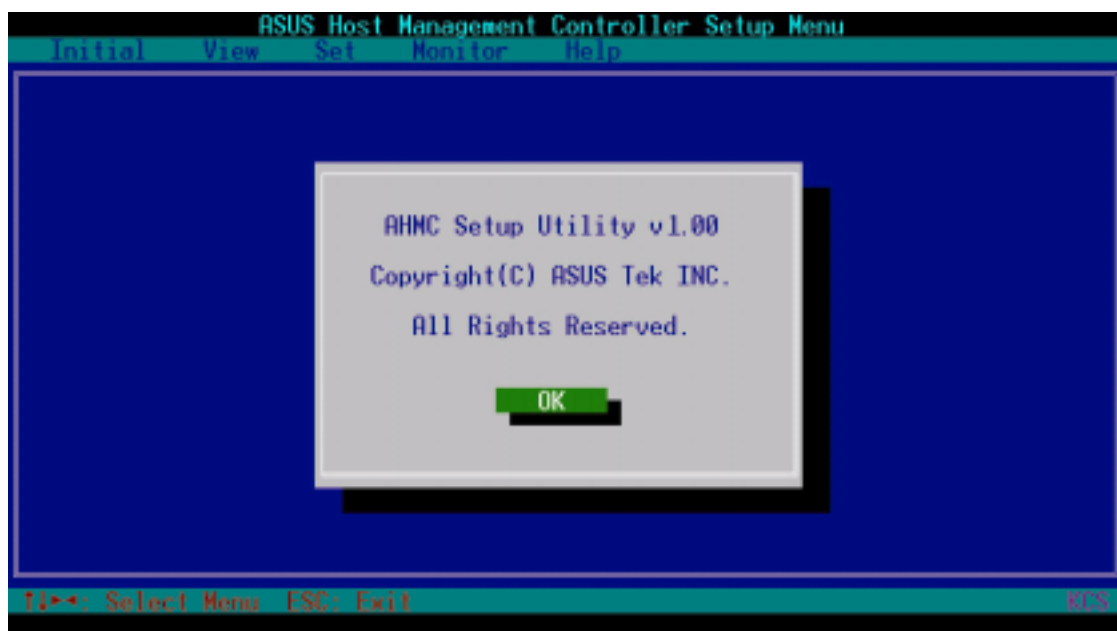 ASUS Host Management Controller Setup Menu
Initial View Set Monitor Help
AHMC Setup Utility v1.00
Copyright(C) ASUS Tek INC.
All Rights Reserved.
OK
↑↓►◄: Select Menu ESC: Exit KCS